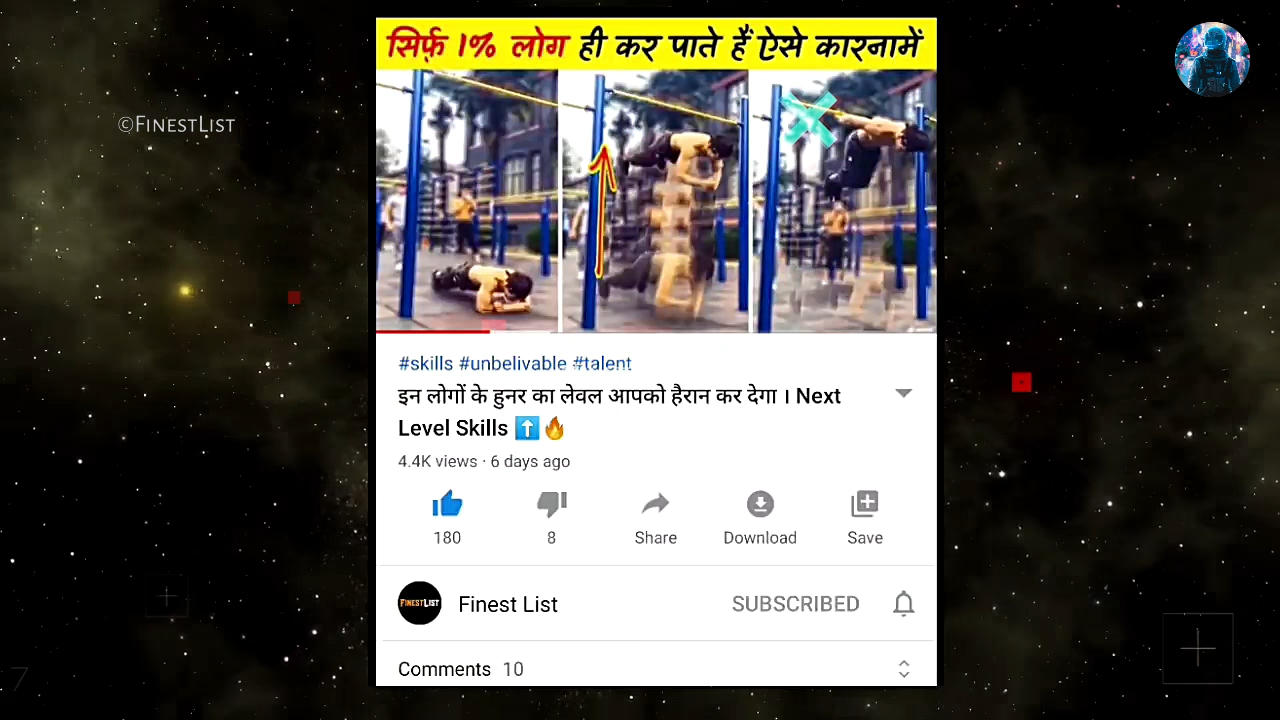 सिर्फ़ 1% लोग ही कर पाते हैं ऐसे कारनामें
©FinestList
#skills #unbelivable #talent
इन लोगों के हुनर का लेवल आपको हैरान कर देगा । Next
Level Skills ⬆️🔥
4.4K views · 6 days ago
180
8
Share
Download
Save
FinestList
Finest List
SUBSCRIBED
Comments 10
7